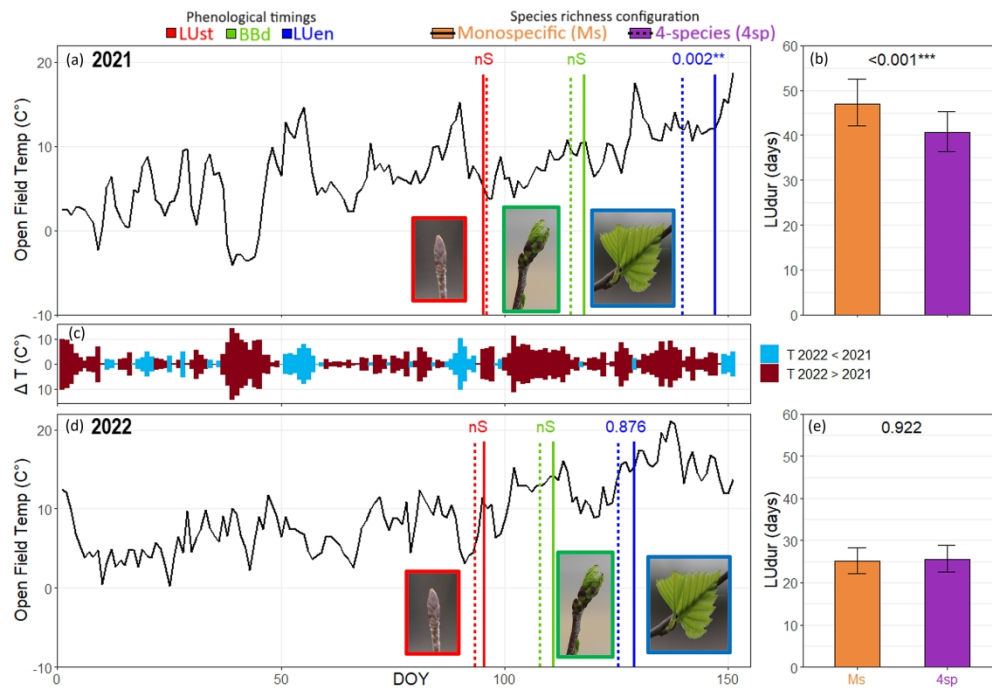 Phenological timings Species richness configuration
LUst BBd LUen Monospecific (Ms) 4-species (4sp)
(a) 2021
nS nS 0.002**
Open Field Temp (C°)
20
10
0
-10
(b) <0.001***
LUdur (days)
60
50
40
30
20
10
0
(c)
Δ T (C°)
10
0
10
T 2022 < 2021
T 2022 > 2021
(d) 2022
nS nS 0.876
Open Field Temp (C°)
20
10
0
-10
0 50 DOY 100 150
(e) 0.922
LUdur (days)
60
50
40
30
20
10
0
Ms 4sp